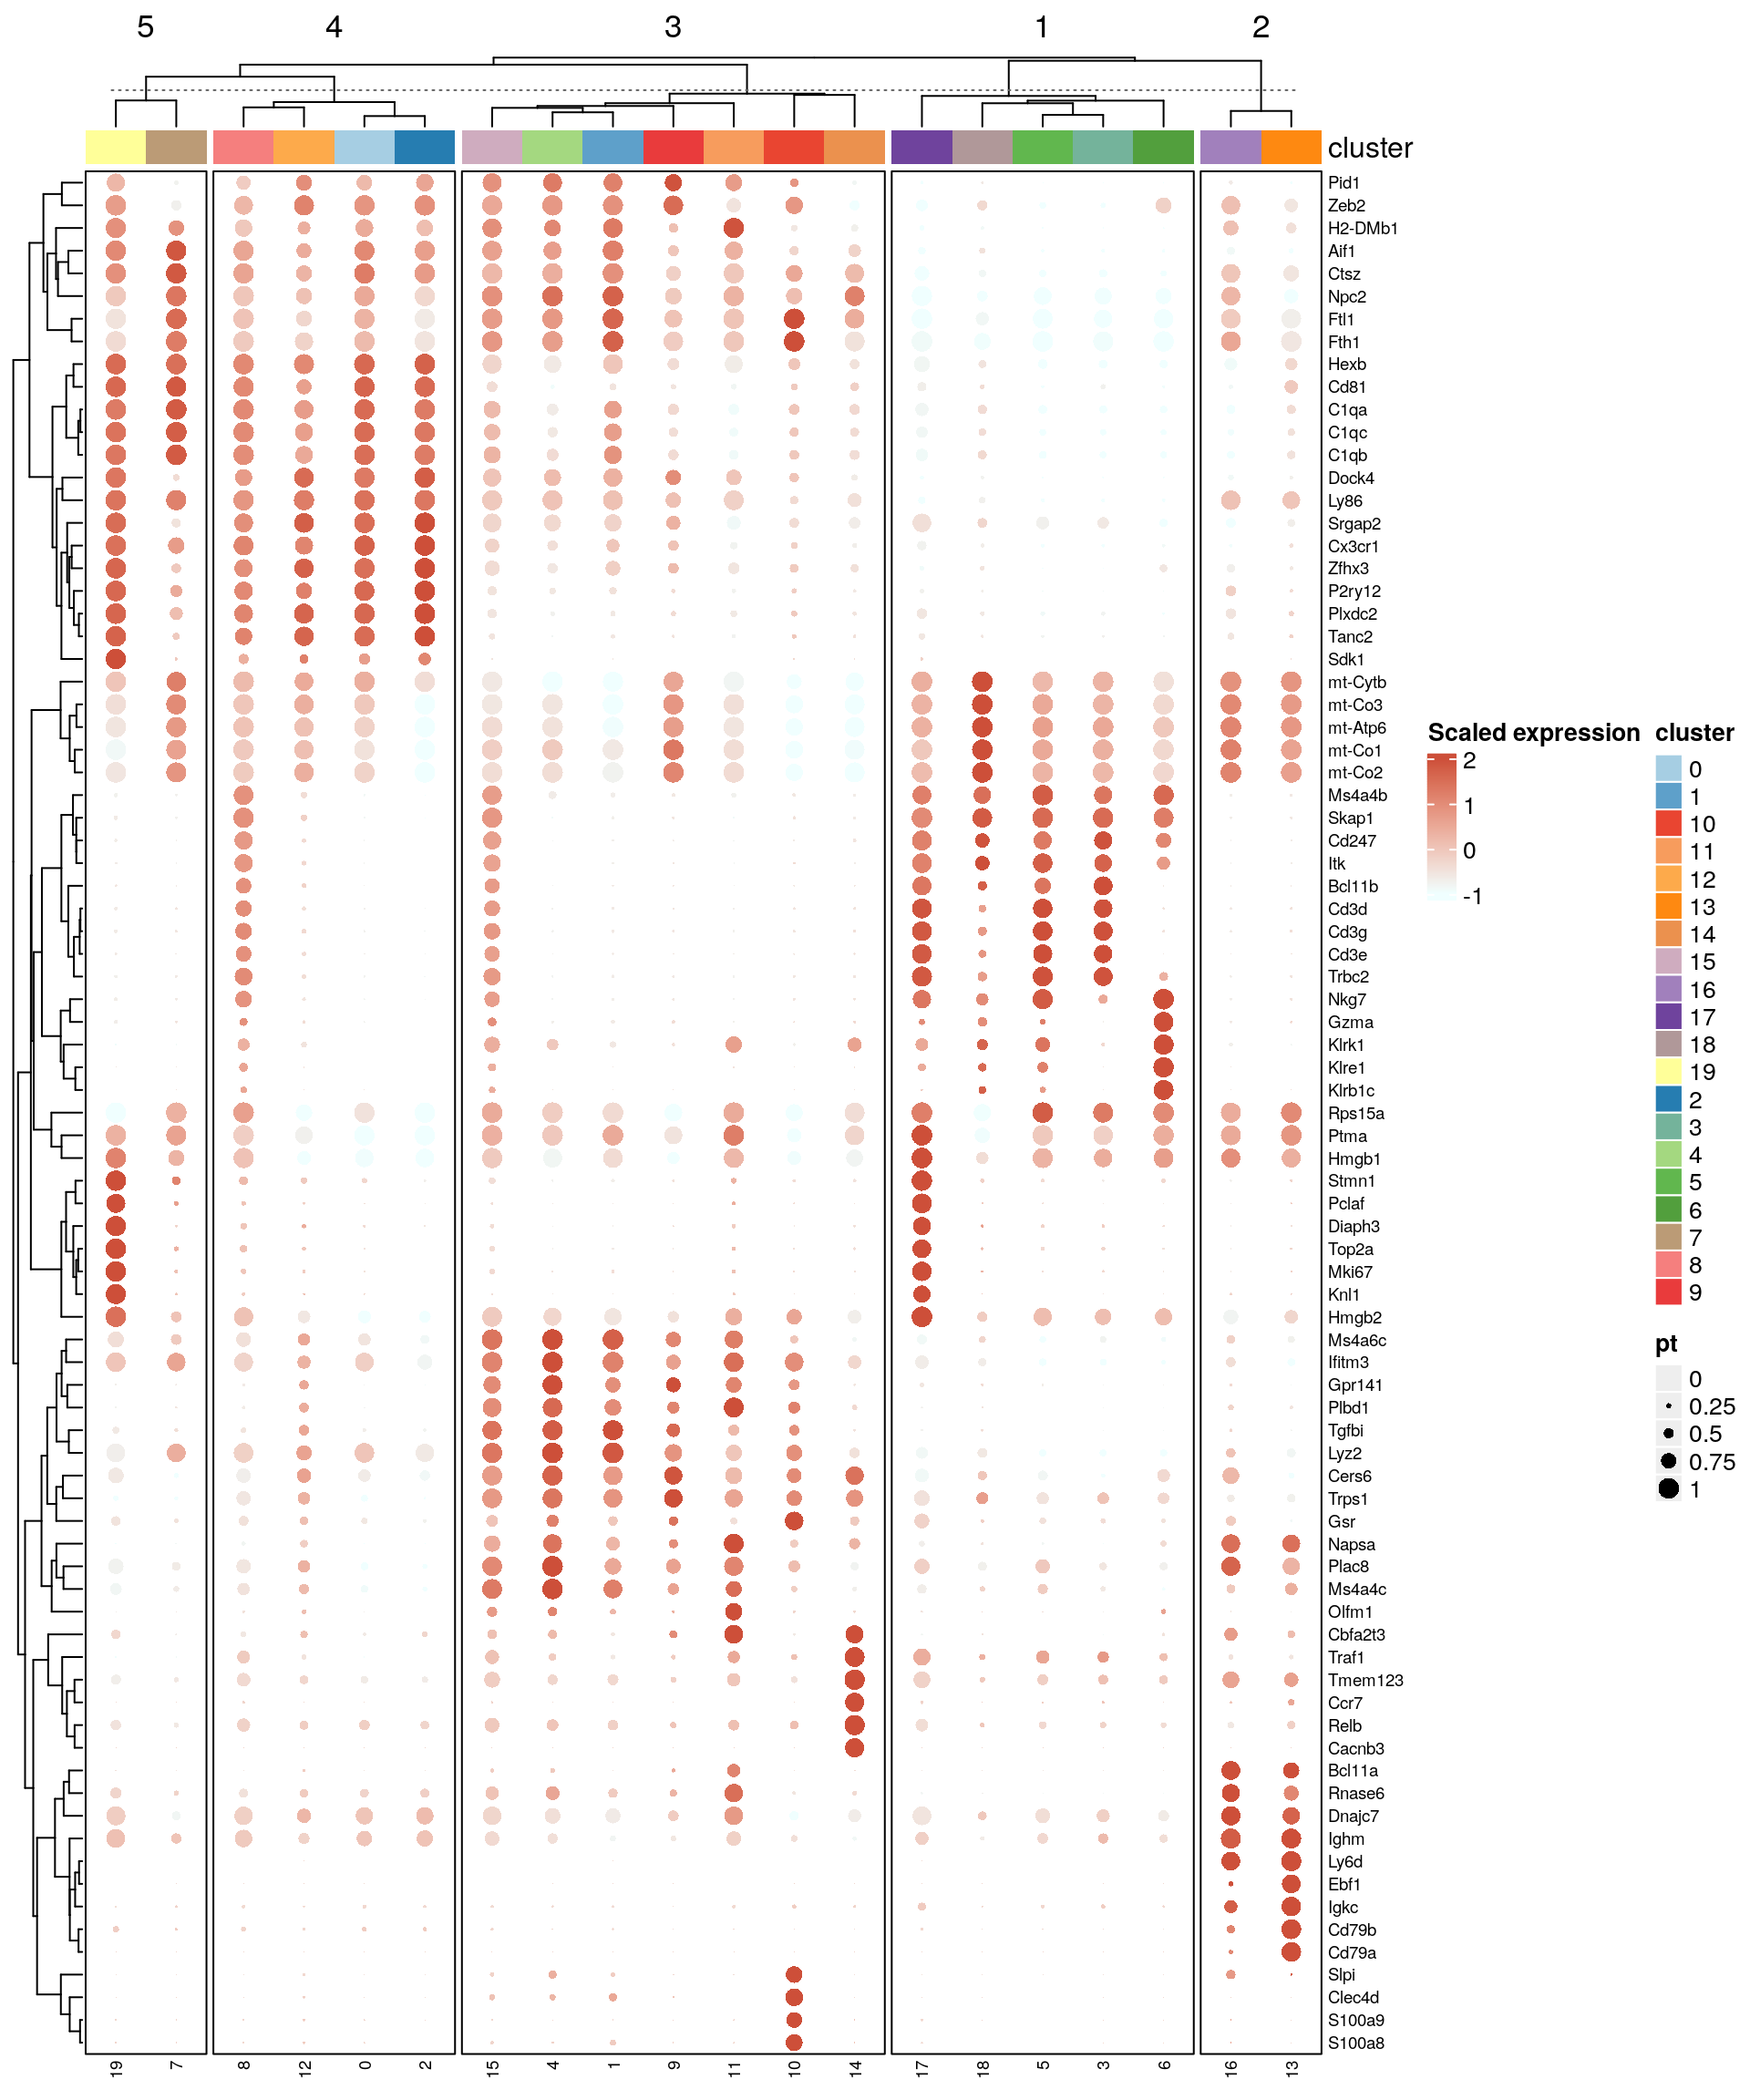 5 4 3 1 2
cluster
Pid1
Zeb2
H2-DMb1
Aif1
Ctsz
Npc2
Ftl1
Fth1
Hexb
Cd81
C1qa
C1qc
C1qb
Dock4
Ly86
Srgap2
Cx3cr1
Zfhx3
P2ry12
Plxdc2
Tanc2
Sdk1
mt-Cytb
mt-Co3
mt-Atp6
mt-Co1
mt-Co2
Ms4a4b
Skap1
Cd247
Itk
Bcl11b
Cd3d
Cd3g
Cd3e
Trbc2
Nkg7
Gzma
Klrk1
Klre1
Klrb1c
Rps15a
Ptma
Hmgb1
Stmn1
Pclaf
Diaph3
Top2a
Mki67
Knl1
Hmgb2
Ms4a6c
Ifitm3
Gpr141
Plbd1
Tgfbi
Lyz2
Cers6
Trps1
Gsr
Napsa
Plac8
Ms4a4c
Olfm1
Cbfa2t3
Traf1
Tmem123
Ccr7
Relb
Cacnb3
Bcl11a
Rnase6
Dnajc7
Ighm
Ly6d
Ebf1
Igkc
Cd79b
Cd79a
Slpi
Clec4d
S100a9
S100a8
19 7 8 12 0 2 15 4 1 9 11 10 14 17 18 5 3 6 16 13
Scaled expression
2
1
0
-1
cluster
0
1
10
11
12
13
14
15
16
17
18
19
2
3
4
5
6
7
8
9
pt
0
0.25
0.5
0.75
1